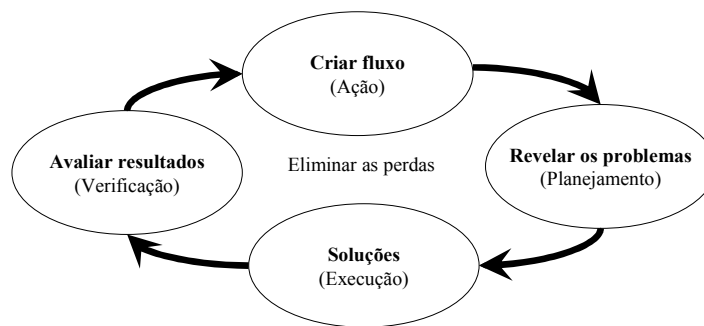 Criar fluxo
(Ação)
Avaliar resultados
(Verificação)
Eliminar as perdas
Revelar os problemas
(Planejamento)
Soluções
(Execução)